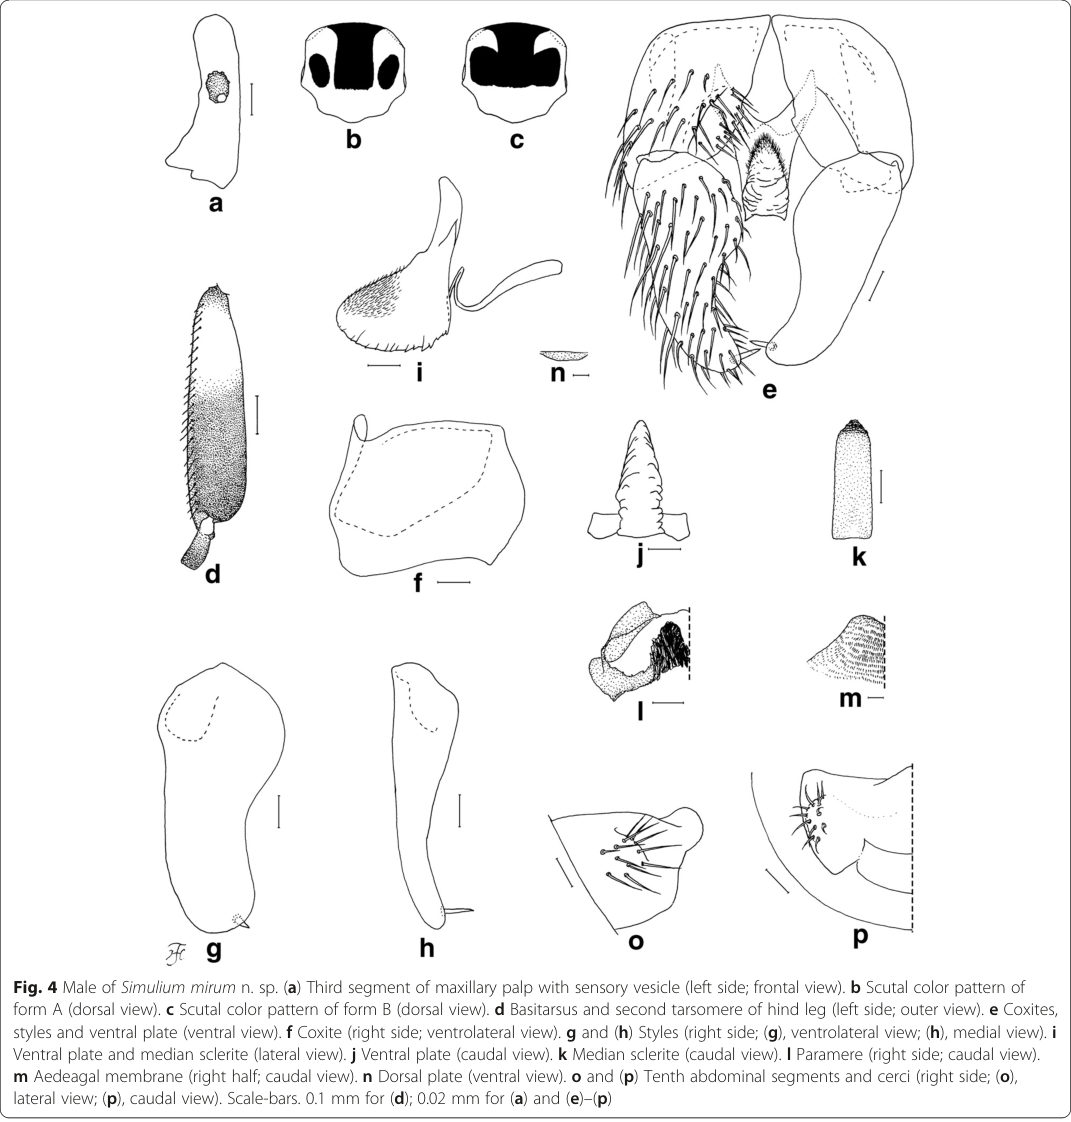 a
b
c
e
i
n
d
f
j
k
l
m
g
h
o
p
Fig. 4 Male of Simulium mirum n. sp. (a) Third segment of maxillary palp with sensory vesicle (left side; frontal view). b Scutal color pattern of
form A (dorsal view). c Scutal color pattern of form B (dorsal view). d Basitarsus and second tarsomere of hind leg (left side; outer view). e Coxites,
styles and ventral plate (ventral view). f Coxite (right side; ventrolateral view). g and (h) Styles (right side; (g), ventrolateral view; (h), medial view). i
Ventral plate and median sclerite (lateral view). j Ventral plate (caudal view). k Median sclerite (caudal view). l Paramere (right side; caudal view).
m Aedeagal membrane (right half; caudal view). n Dorsal plate (ventral view). o and (p) Tenth abdominal segments and cerci (right side; (o),
lateral view; (p), caudal view). Scale-bars. 0.1 mm for (d); 0.02 mm for (a) and (e)–(p)